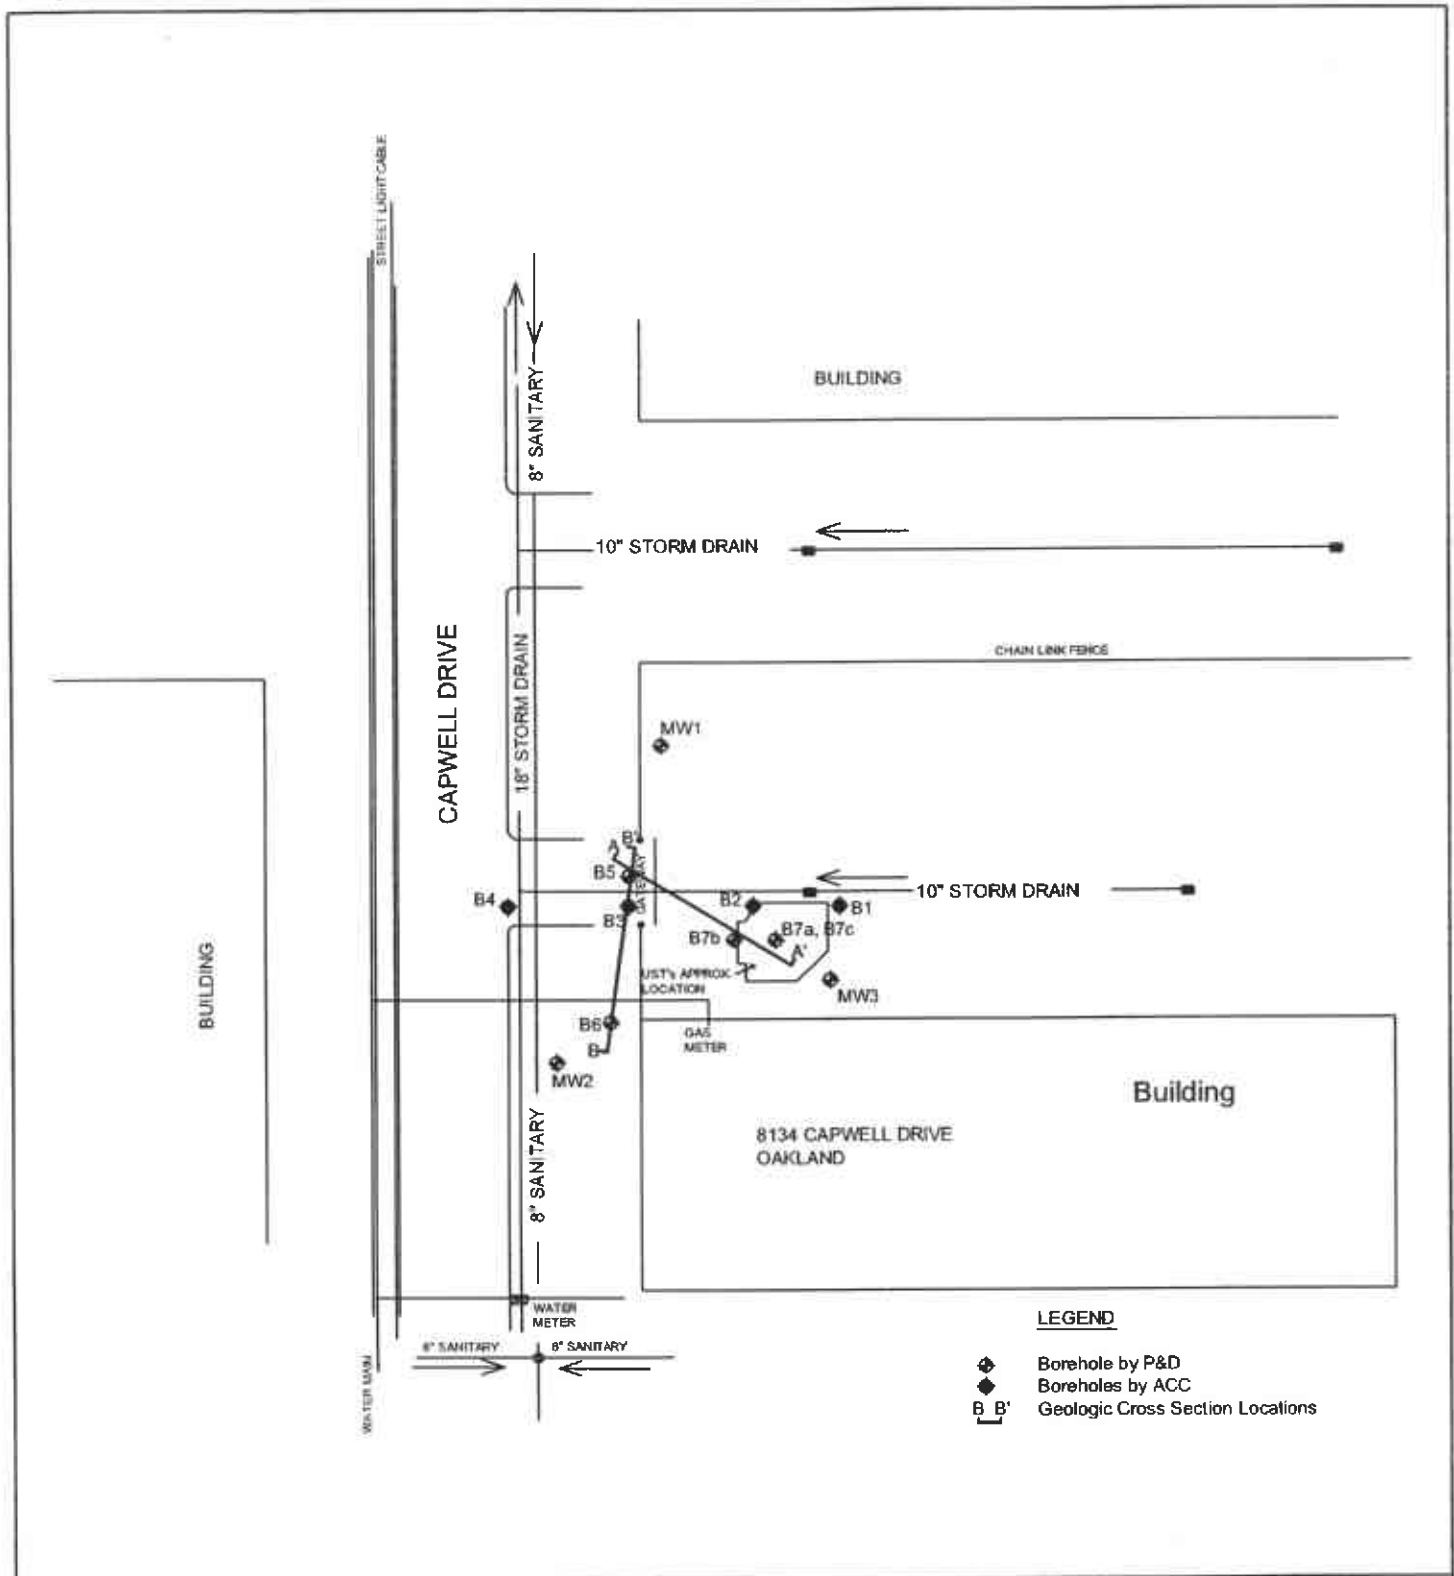 STREET LIGHT CABLE
8" SANITARY
BUILDING
10" STORM DRAIN
CAPWELL DRIVE
18" STORM DRAIN
CHAIN LINK FENCE
MW1
A
B'
B5
GATEWAY
B4
B3
B2
B1
10" STORM DRAIN
B7b
B7a, B7c
A'
UST's APPROX
LOCATION
MW3
BUILDING
B6
GAS
METER
B
MW2
Building
8134 CAPWELL DRIVE
OAKLAND
8" SANITARY
WATER
METER
6" SANITARY
8" SANITARY
WATER MAIN
LEGEND
Borehole by P&D
Boreholes by ACC
B B' Geologic Cross Section Locations